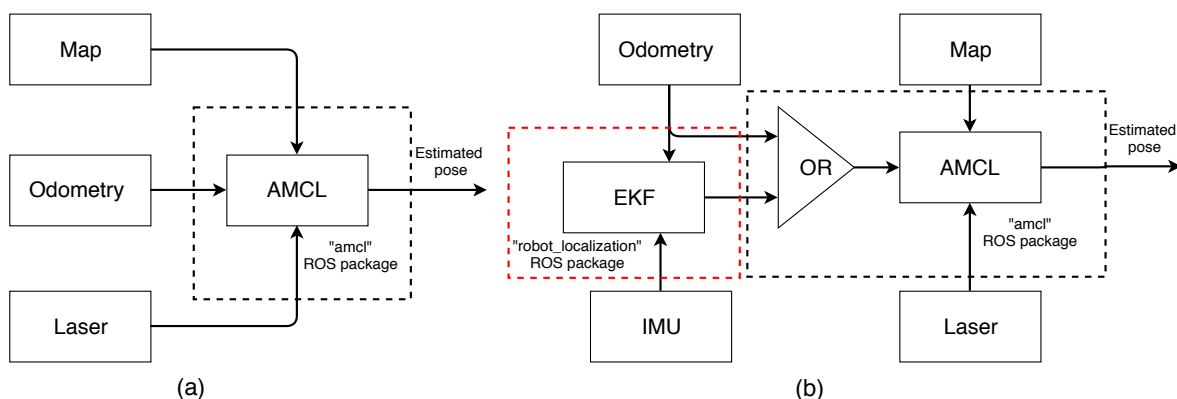 Map
Odometry
AMCL
Estimated
pose
"amcl"
ROS package
Laser
(a)
Odometry
Map
OR
AMCL
Estimated
pose
EKF
"robot_localization"
ROS package
"amcl"
ROS package
IMU
Laser
(b)